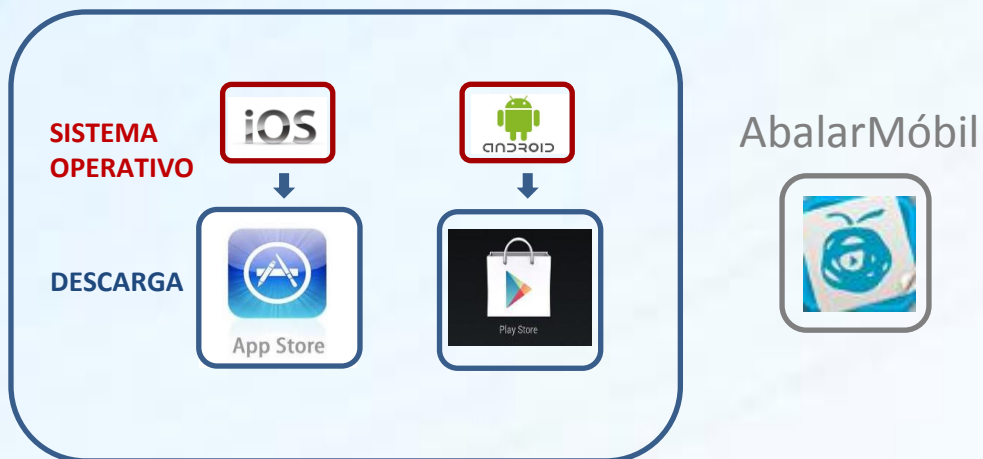 SISTEMA
OPERATIVO
iOS
ANDROID
AbalarMóbil
DESCARGA
App Store
Play Store